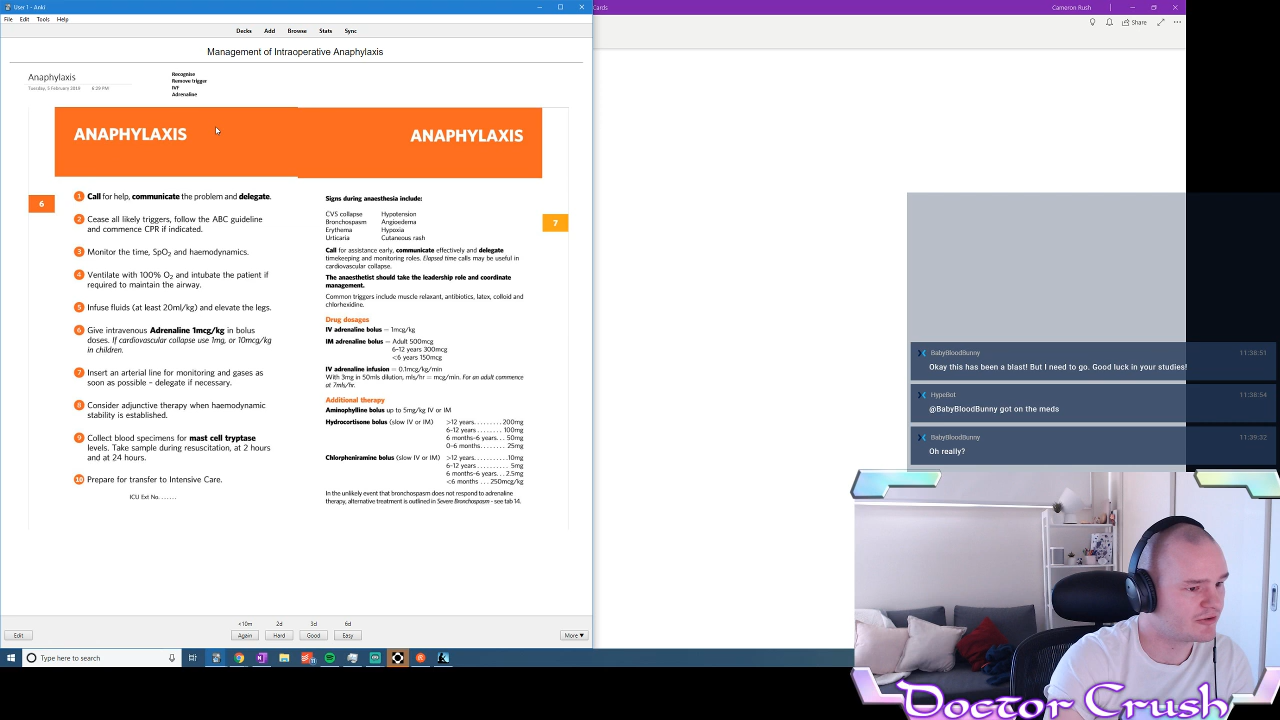 User 1 - Anki
Cards
Cameron Rush
File Edit Tools Help
Share
Decks Add Browse Stats Sync
Management of Intraoperative Anaphylaxis
Anaphylaxis
Tuesday, 5 February 2019 6:29 PM
Recognise
Remove trigger
IVF
Adrenaline
ANAPHYLAXIS
6
1 Call for help, communicate the problem and delegate.
2 Cease all likely triggers, follow the ABC guideline
and commence CPR if indicated.
3 Monitor the time, SpO2 and haemodynamics.
4 Ventilate with 100% O2 and intubate the patient if
required to maintain the airway.
5 Infuse fluids (at least 20ml/kg) and elevate the legs.
6 Give intravenous Adrenaline 1mcg/kg in bolus
doses. If cardiovascular collapse use 1mg, or 10mcg/kg
in children.
7 Insert an arterial line for monitoring and gases as
soon as possible – delegate if necessary.
8 Consider adjunctive therapy when haemodynamic
stability is established.
9 Collect blood specimens for mast cell tryptase
levels. Take sample during resuscitation, at 2 hours
and at 24 hours.
10 Prepare for transfer to Intensive Care.
ICU Ext No.......
ANAPHYLAXIS
7
Signs during anaesthesia include:
CVS collapse Hypotension
Bronchospasm Angioedema
Erythema Hypoxia
Urticaria Cutaneous rash
Call for assistance early, communicate effectively and delegate
timekeeping and monitoring roles. Elapsed time calls may be useful in
cardiovascular collapse.
The anaesthetist should take the leadership role and coordinate
management.
Common triggers include muscle relaxant, antibiotics, latex, colloid and
chlorhexidine.
Drug dosages
IV adrenaline bolus – 1mcg/kg
IM adrenaline bolus – Adult 500mcg
6–12 years 300mcg
<6 years 150mcg
IV adrenaline infusion = 0.1mcg/kg/min
With 3mg in 50mls dilution, mls/hr = mcg/min. For an adult commence
at 7mls/hr.
Additional therapy
Aminophylline bolus up to 5mg/kg IV or IM
Hydrocortisone bolus (slow IV or IM) >12 years.........200mg
6–12 years.........100mg
6 months–6 years... 50mg
0–6 months........ 25mg
Chlorpheniramine bolus (slow IV or IM) >12 years...........10mg
6–12 years........... 5mg
6 months–6 years...2.5mg
<6 months ...250mcg/kg
In the unlikely event that bronchospasm does not respond to adrenaline
therapy, alternative treatment is outlined in Severe Bronchospasm - see tab 14.
<10m 2d 3d 6d
Edit Again Hard Good Easy More
Type here to search
BabyBloodBunny 11:38:51
Okay this has been a blast! But I need to go. Good luck in your studies!
HypeBot 11:38:54
@BabyBloodBunny got on the meds
BabyBloodBunny 11:39:32
Oh really?
Doctor Crush